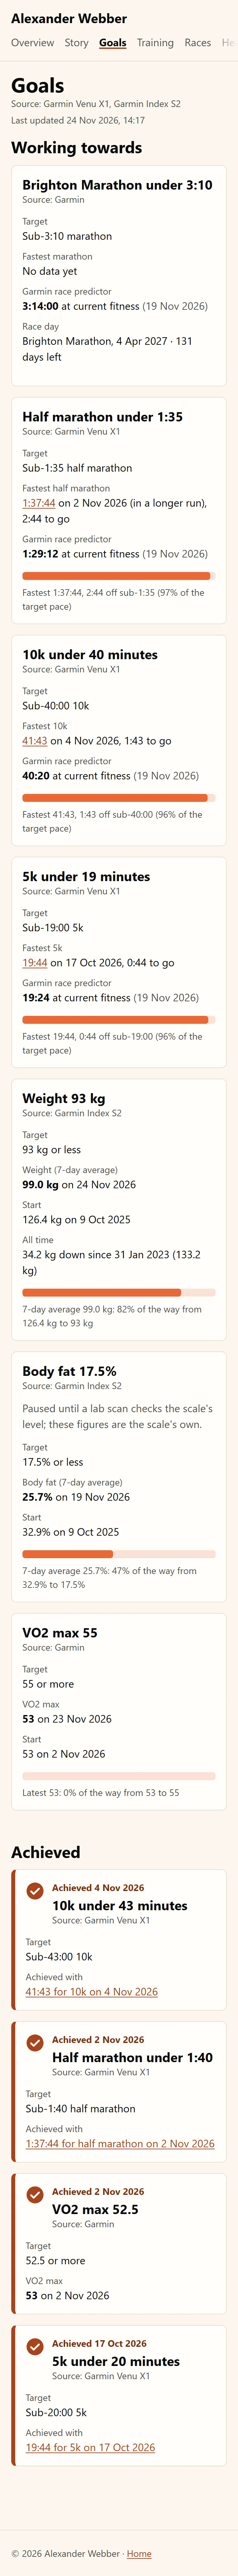 Alexander Webber
Overview Story Goals Training Races He
Goals
Source: Garmin Venu X1, Garmin Index S2
Last updated 24 Nov 2026, 14:17
Working towards
Brighton Marathon under 3:10
Source: Garmin
Target
Sub-3:10 marathon
Fastest marathon
No data yet
Garmin race predictor
3:14:00 at current fitness (19 Nov 2026)
Race day
Brighton Marathon, 4 Apr 2027 · 131
days left
Half marathon under 1:35
Source: Garmin Venu X1
Target
Sub-1:35 half marathon
Fastest half marathon
1:37:44 on 2 Nov 2026 (in a longer run),
2:44 to go
Garmin race predictor
1:29:12 at current fitness (19 Nov 2026)
Fastest 1:37:44, 2:44 off sub-1:35 (97% of the
target pace)
10k under 40 minutes
Source: Garmin Venu X1
Target
Sub-40:00 10k
Fastest 10k
41:43 on 4 Nov 2026, 1:43 to go
Garmin race predictor
40:20 at current fitness (19 Nov 2026)
Fastest 41:43, 1:43 off sub-40:00 (96% of the
target pace)
5k under 19 minutes
Source: Garmin Venu X1
Target
Sub-19:00 5k
Fastest 5k
19:44 on 17 Oct 2026, 0:44 to go
Garmin race predictor
19:24 at current fitness (19 Nov 2026)
Fastest 19:44, 0:44 off sub-19:00 (96% of the
target pace)
Weight 93 kg
Source: Garmin Index S2
Target
93 kg or less
Weight (7-day average)
99.0 kg on 24 Nov 2026
Start
126.4 kg on 9 Oct 2025
All time
34.2 kg down since 31 Jan 2023 (133.2
kg)
7-day average 99.0 kg: 82% of the way from
126.4 kg to 93 kg
Body fat 17.5%
Source: Garmin Index S2
Paused until a lab scan checks the scale's
level; these figures are the scale's own.
Target
17.5% or less
Body fat (7-day average)
25.7% on 19 Nov 2026
Start
32.9% on 9 Oct 2025
7-day average 25.7%: 47% of the way from
32.9% to 17.5%
VO2 max 55
Source: Garmin
Target
55 or more
VO2 max
53 on 23 Nov 2026
Start
53 on 2 Nov 2026
Latest 53: 0% of the way from 53 to 55
Achieved
Achieved 4 Nov 2026
10k under 43 minutes
Source: Garmin Venu X1
Target
Sub-43:00 10k
Achieved with
41:43 for 10k on 4 Nov 2026
Achieved 2 Nov 2026
Half marathon under 1:40
Source: Garmin Venu X1
Target
Sub-1:40 half marathon
Achieved with
1:37:44 for half marathon on 2 Nov 2026
Achieved 2 Nov 2026
VO2 max 52.5
Source: Garmin
Target
52.5 or more
VO2 max
53 on 2 Nov 2026
Achieved 17 Oct 2026
5k under 20 minutes
Source: Garmin Venu X1
Target
Sub-20:00 5k
Achieved with
19:44 for 5k on 17 Oct 2026
© 2026 Alexander Webber · Home